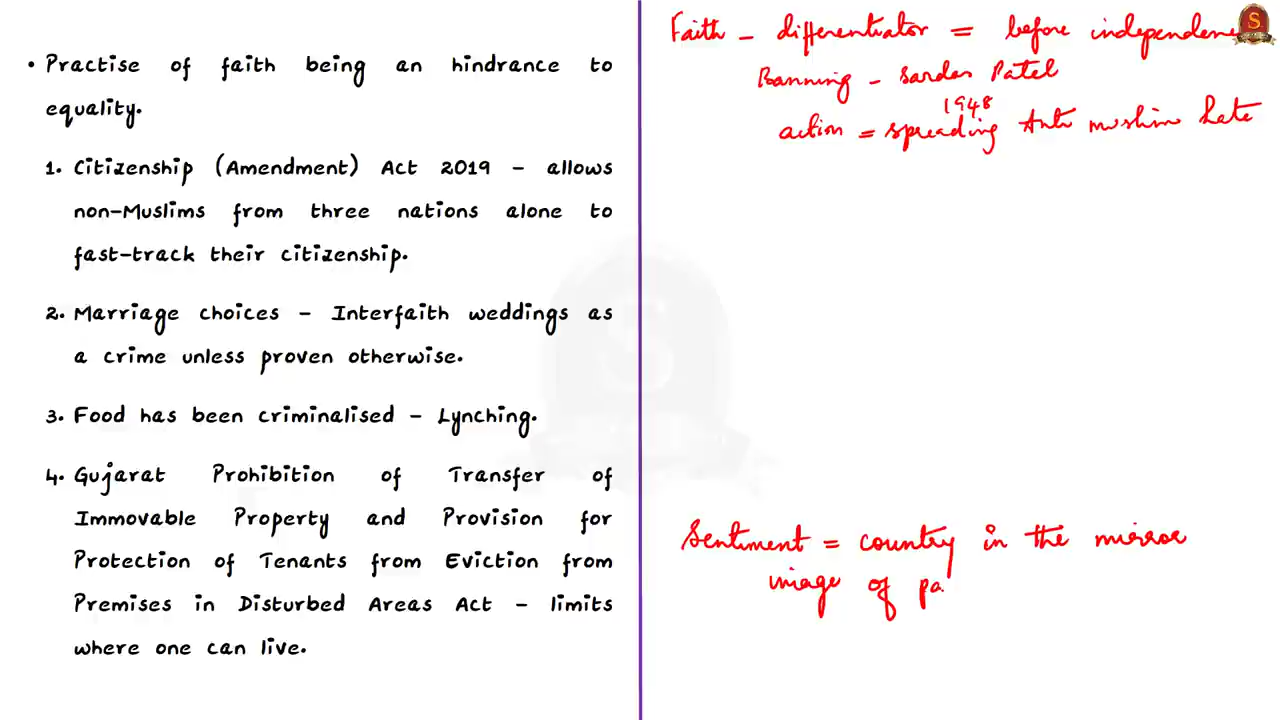 • Practise of faith being an hindrance to
equality.
1. Citizenship (Amendment) Act 2019 – allows
non-Muslims from three nations alone to
fast-track their citizenship.
2. Marriage choices – Interfaith weddings as
a crime unless proven otherwise.
3. Food has been criminalised – Lynching.
4. Gujarat Prohibition of Transfer of
Immovable Property and Provision for
Protection of Tenants from Eviction from
Premises in Disturbed Areas Act – limits
where one can live.
Faith – differentiator = before independene
Banning – Sardar Patel
1948
action = spreading Anti muslim hate
Sentiment = country in the mirror
image of pa
S